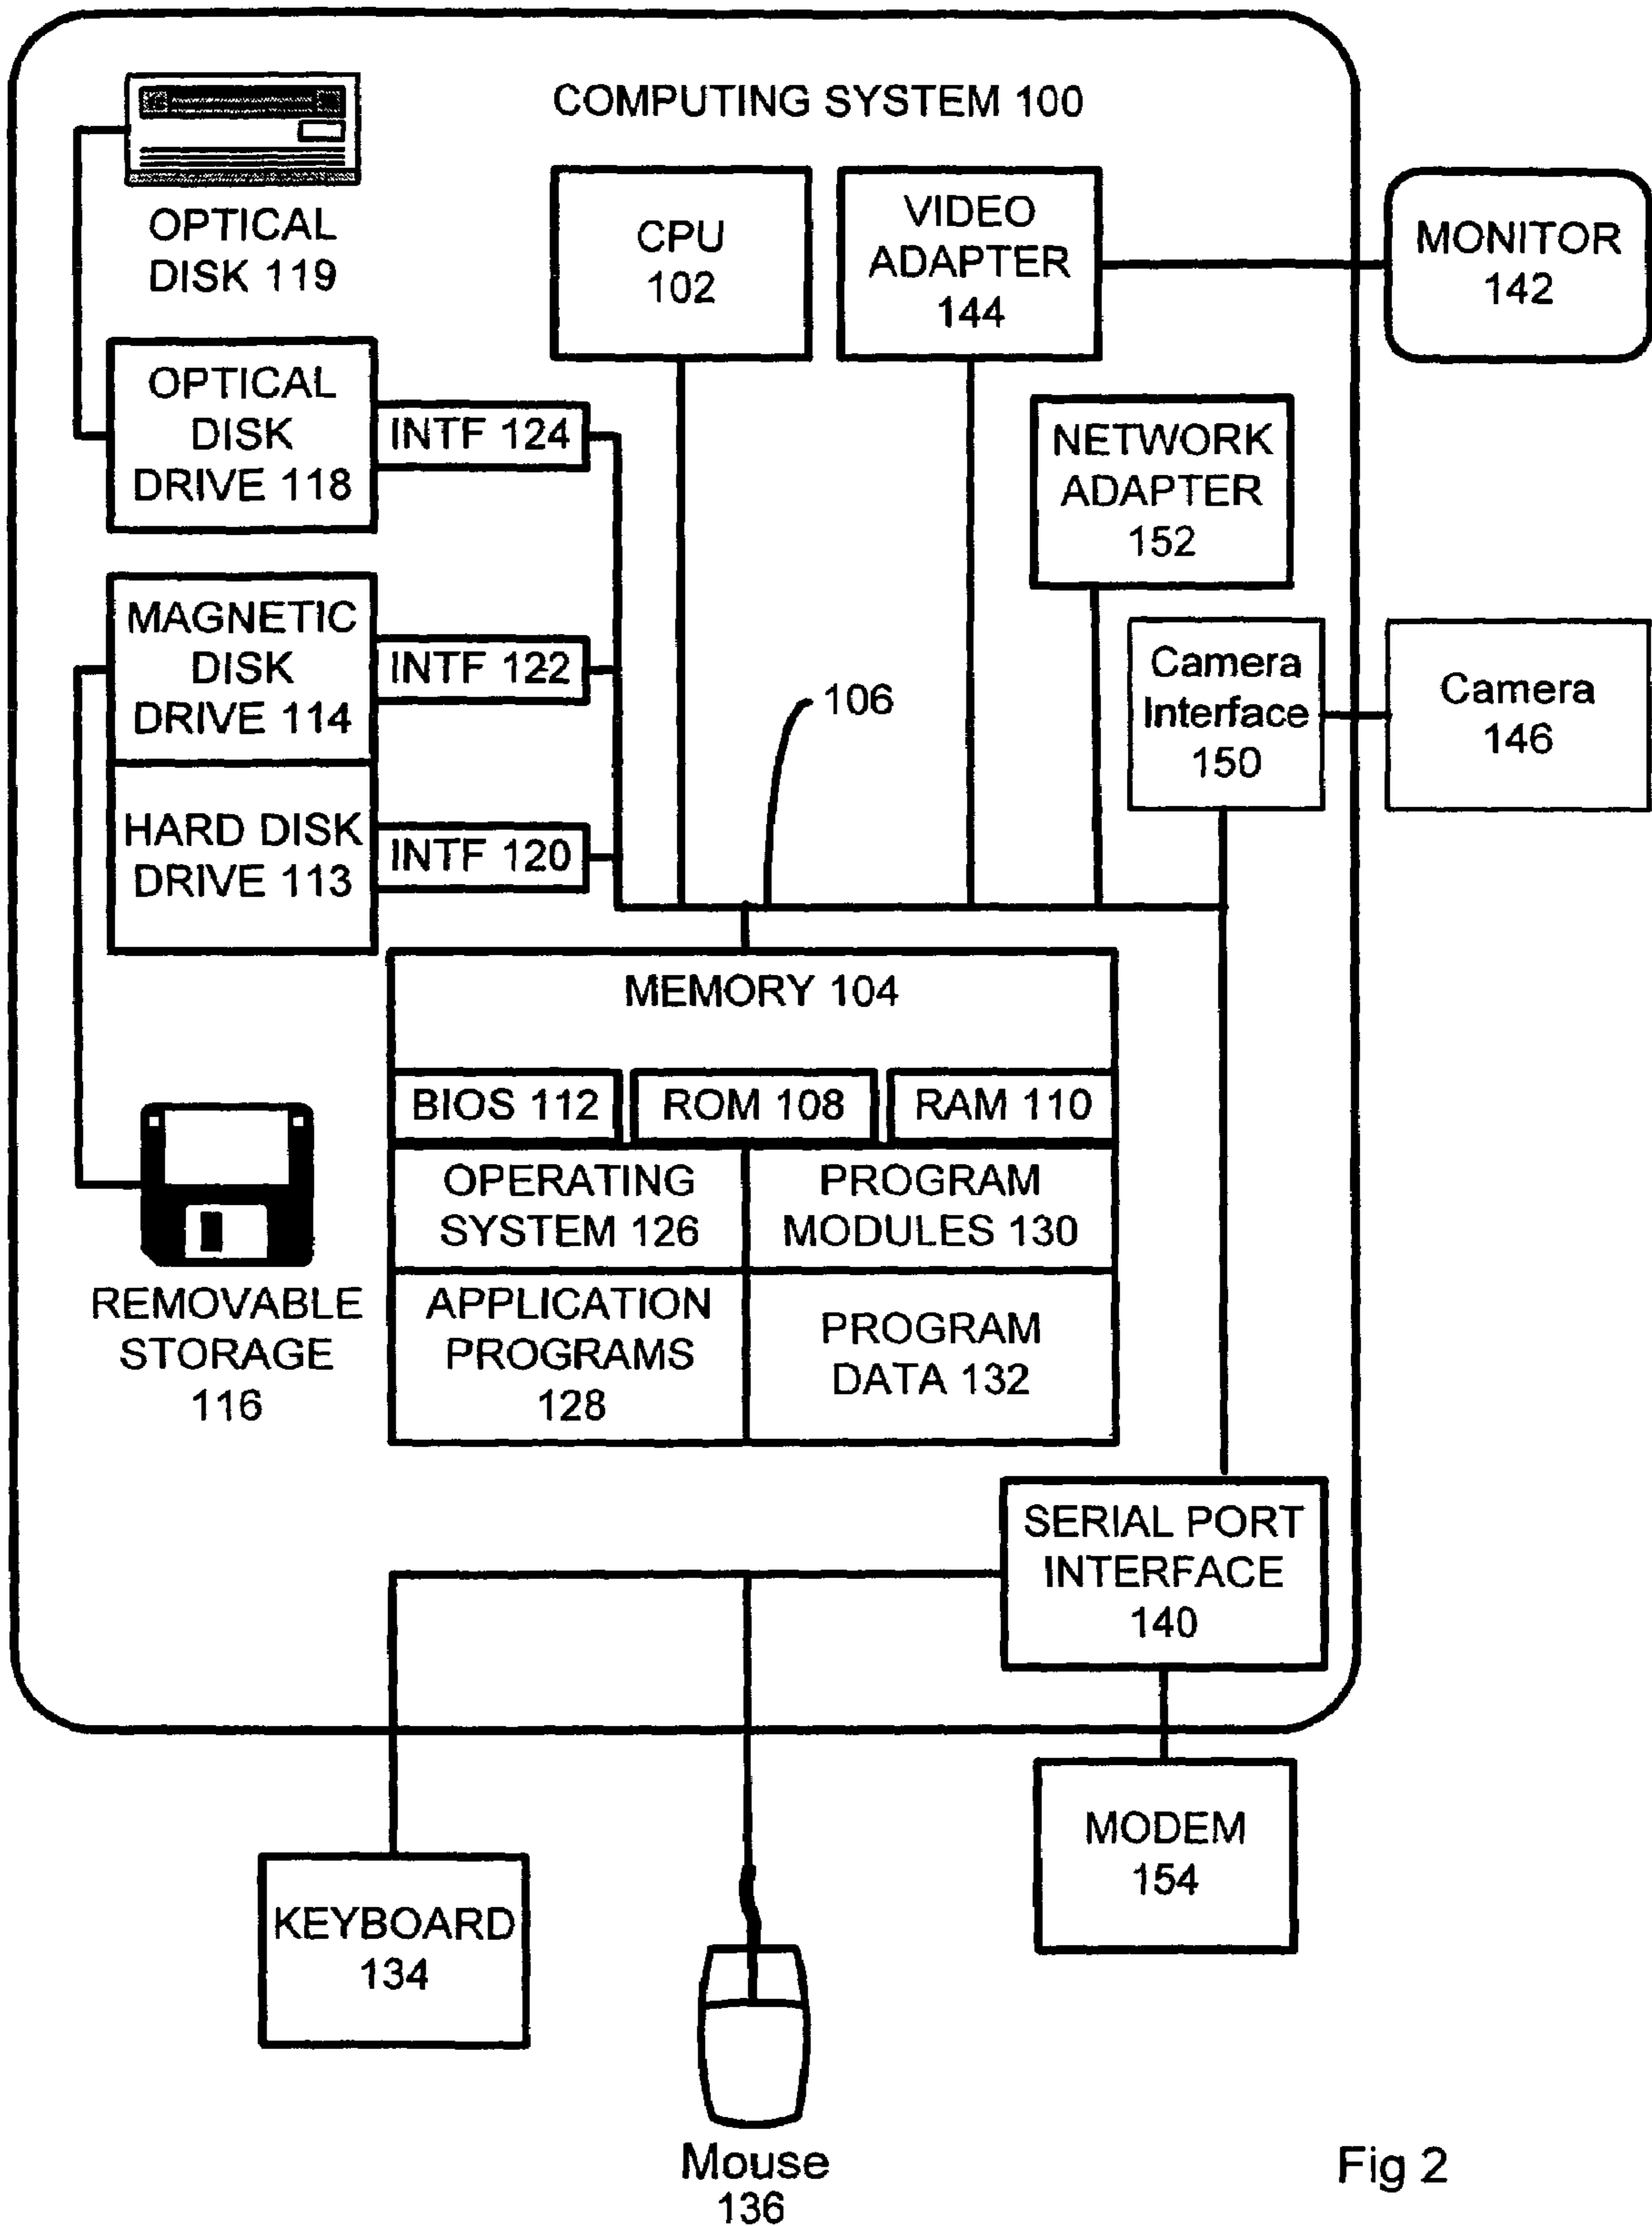 COMPUTING SYSTEM 100
OPTICAL
DISK 119
CPU
102
VIDEO
ADAPTER
144
MONITOR
142
OPTICAL
DISK
DRIVE 118
INTF 124
NETWORK
ADAPTER
152
MAGNETIC
DISK
DRIVE 114
INTF 122
106
Camera
Interface
150
Camera
146
HARD DISK
DRIVE 113
INTF 120
MEMORY 104
BIOS 112
ROM 108
RAM 110
OPERATING
SYSTEM 126
PROGRAM
MODULES 130
REMOVABLE
STORAGE
116
APPLICATION
PROGRAMS
128
PROGRAM
DATA 132
SERIAL PORT
INTERFACE
140
MODEM
154
KEYBOARD
134
Mouse
136
Fig 2